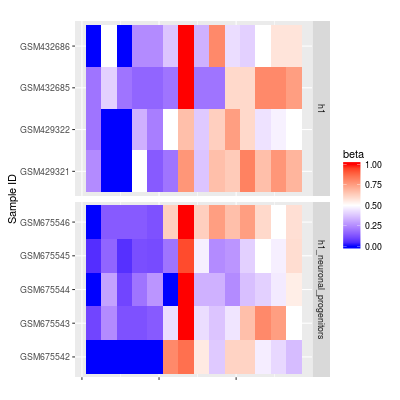 GSM432686
GSM432685
GSM429322
GSM429321
h1
GSM675546
GSM675545
GSM675544
GSM675543
GSM675542
h1_neuronal_progenitors
Sample ID
beta
1.00
0.75
0.50
0.25
0.00